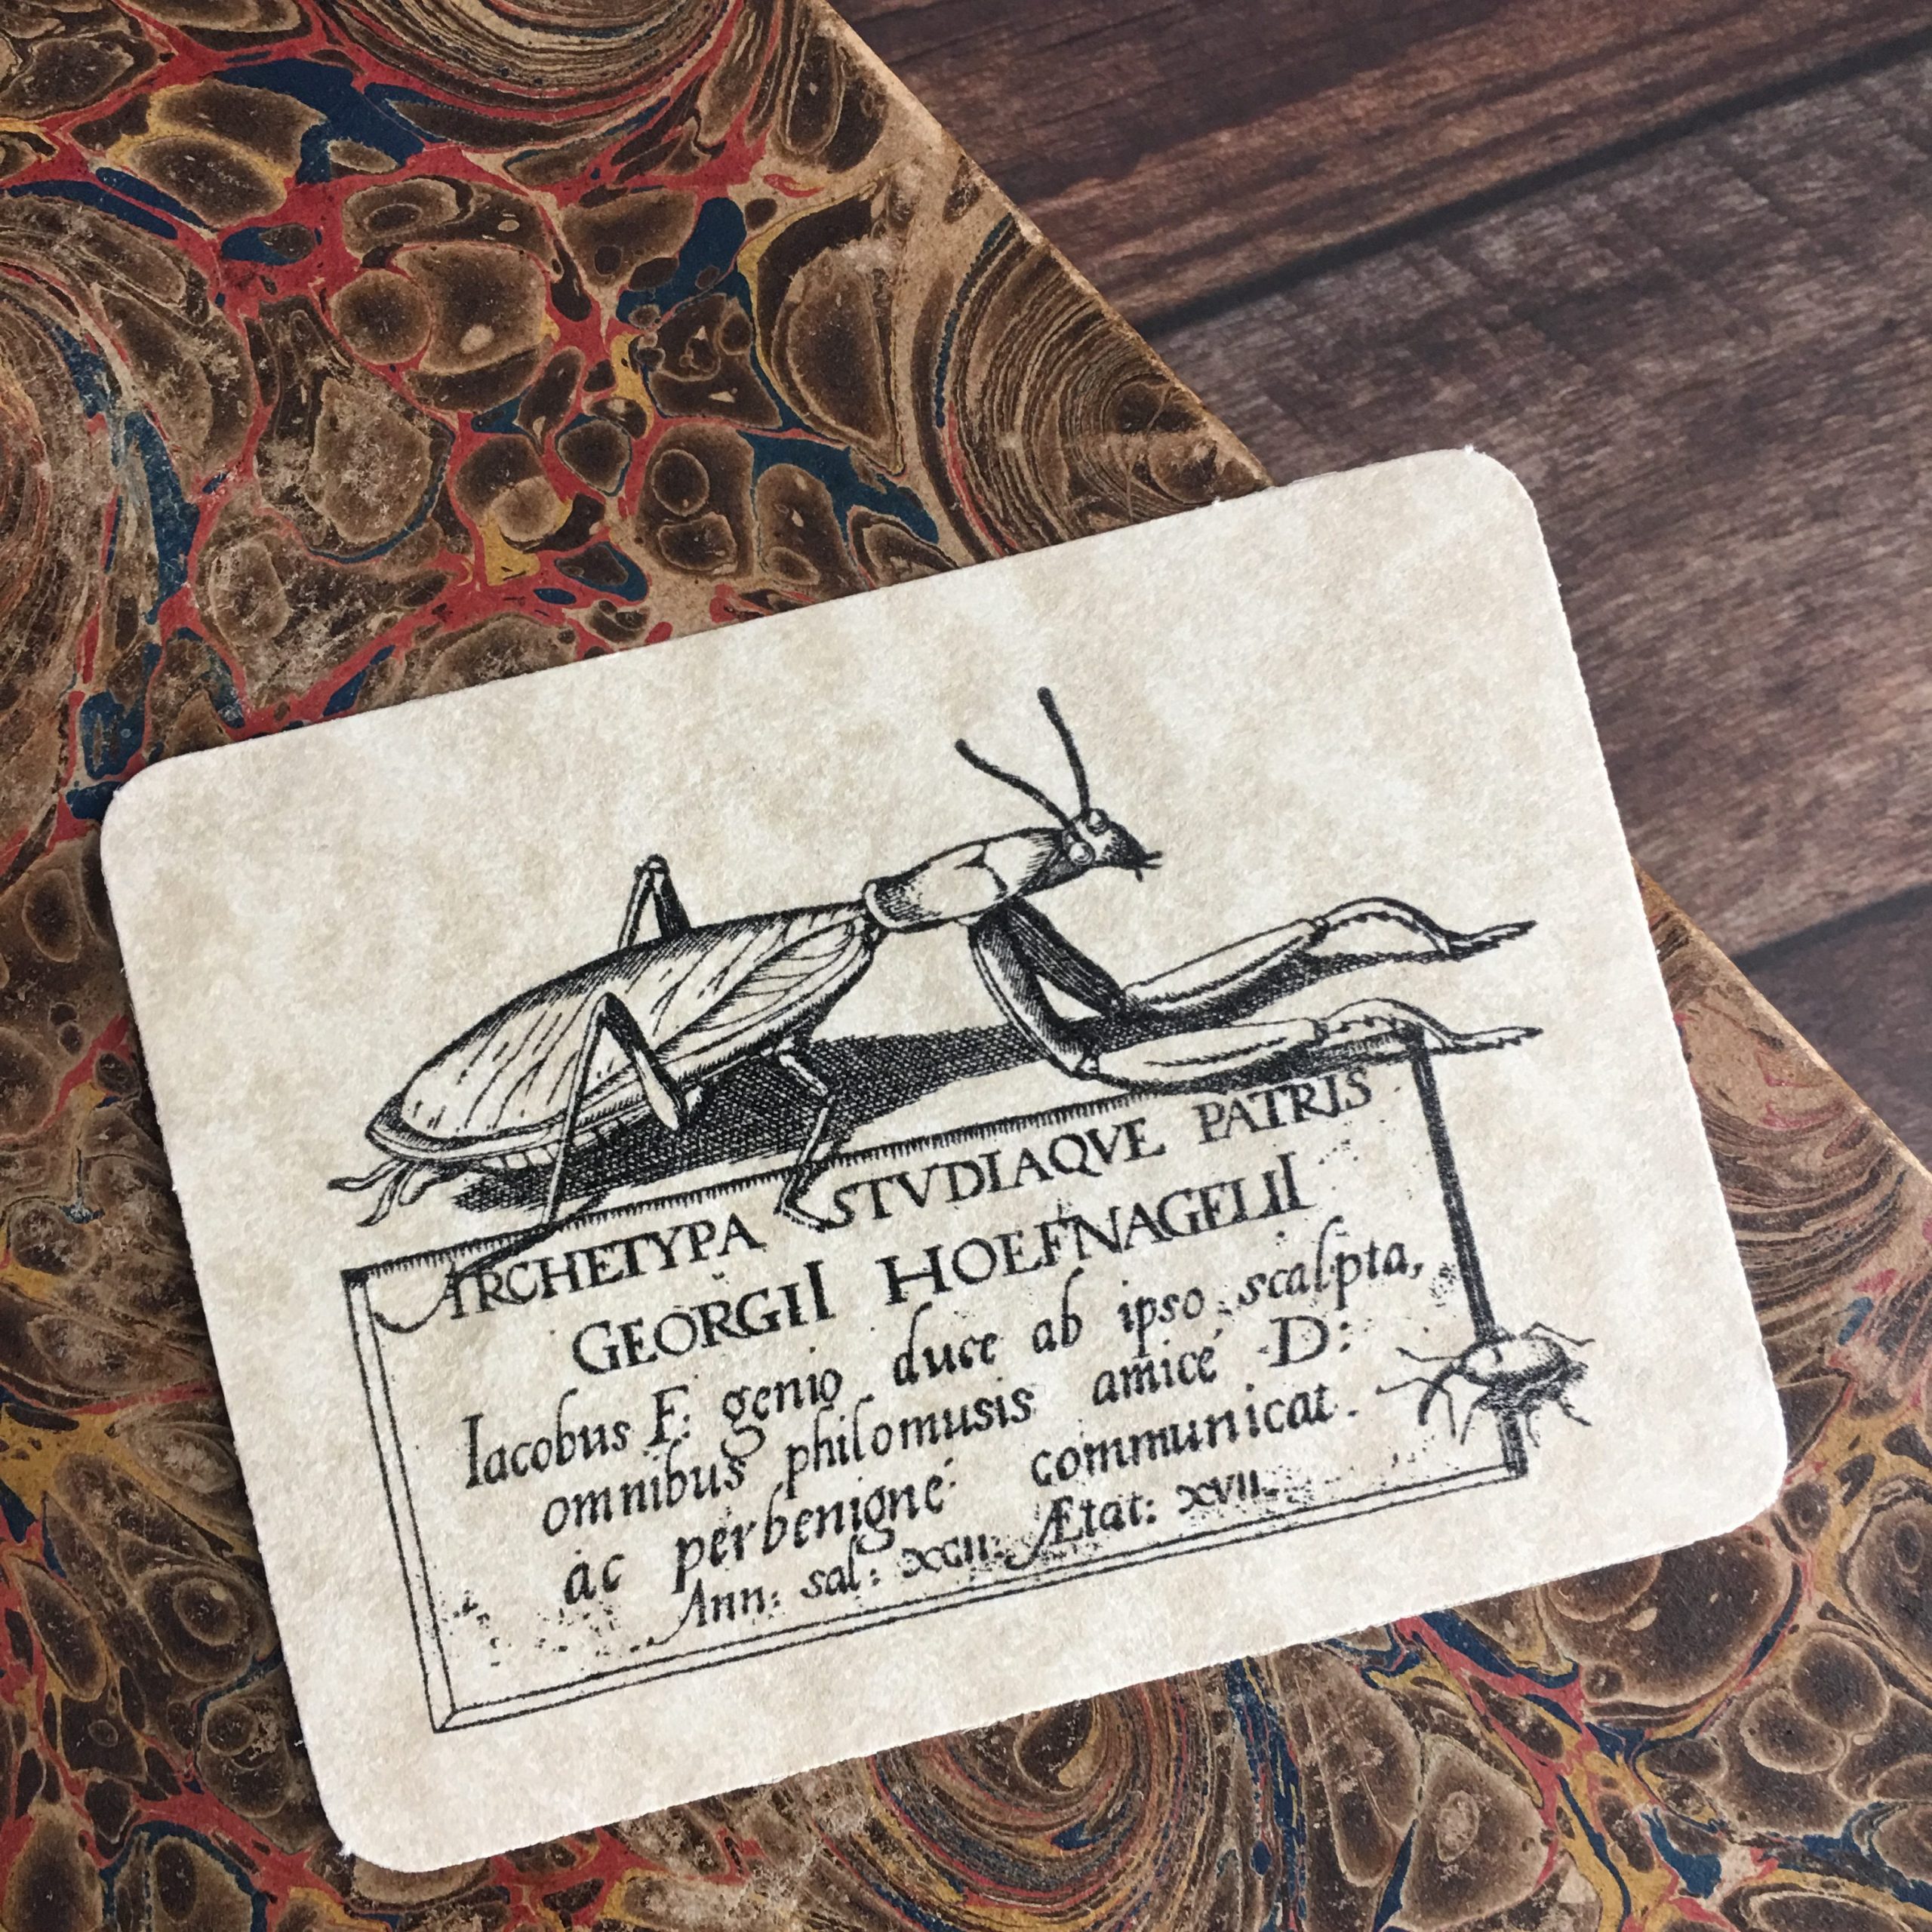 ARCHETYPA STVDIAQVE PATRIS
GEORGII HOEFNAGELII
Iacobus F: genio duce ab ipso scalpta,
omnibus philomusis amicè D:
ac perbenigne communicat.
Ann: sal: XCII. Ætat: XVII.